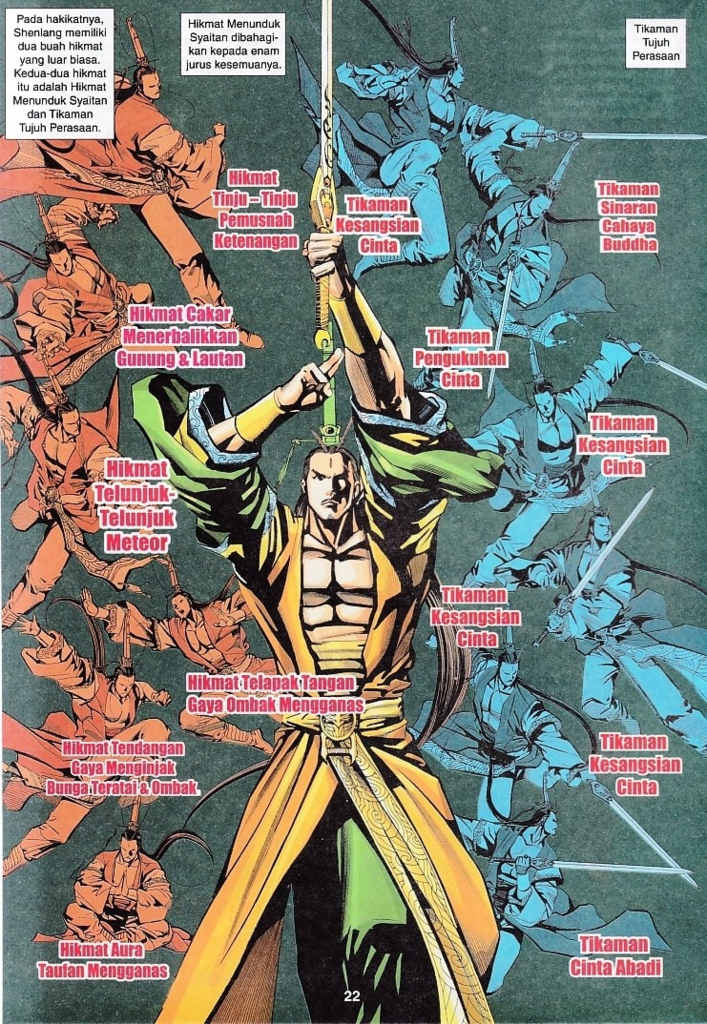 Pada hakikatnya,
Shenlang memiliki
dua buah hikmat
yang luar biasa.
Kedua-dua hikmat
itu adalah Hikmat
Menunduk Syaitan
dan Tikaman
Tujuh Perasaan.
Hikmat Menunduk
Syaitan dibahagi-
kan kepada enam
jurus kesemuanya.
Tikaman
Tujuh
Perasaan
Hikmat
Tinju – Tinju
Pemusnah
Ketenangan
Tikaman
Kesangsian
Cinta
Tikaman
Sinaran
Cahaya
Buddha
Hikmat Cakar
Menerbalikkan
Gunung & Lautan
Tikaman
Pengukuhan
Cinta
Tikaman
Kesangsian
Cinta
Hikmat
Telunjuk-
Telunjuk
Meteor
Tikaman
Kesangsian
Cinta
Hikmat Telapak Tangan
Gaya Ombak Mengganas
Hikmat Tendangan
Gaya Menginjak
Bunga Teratai & Ombak.
Tikaman
Kesangsian
Cinta
Hikmat Aura
Taufan Mengganas
Tikaman
Cinta Abadi
22